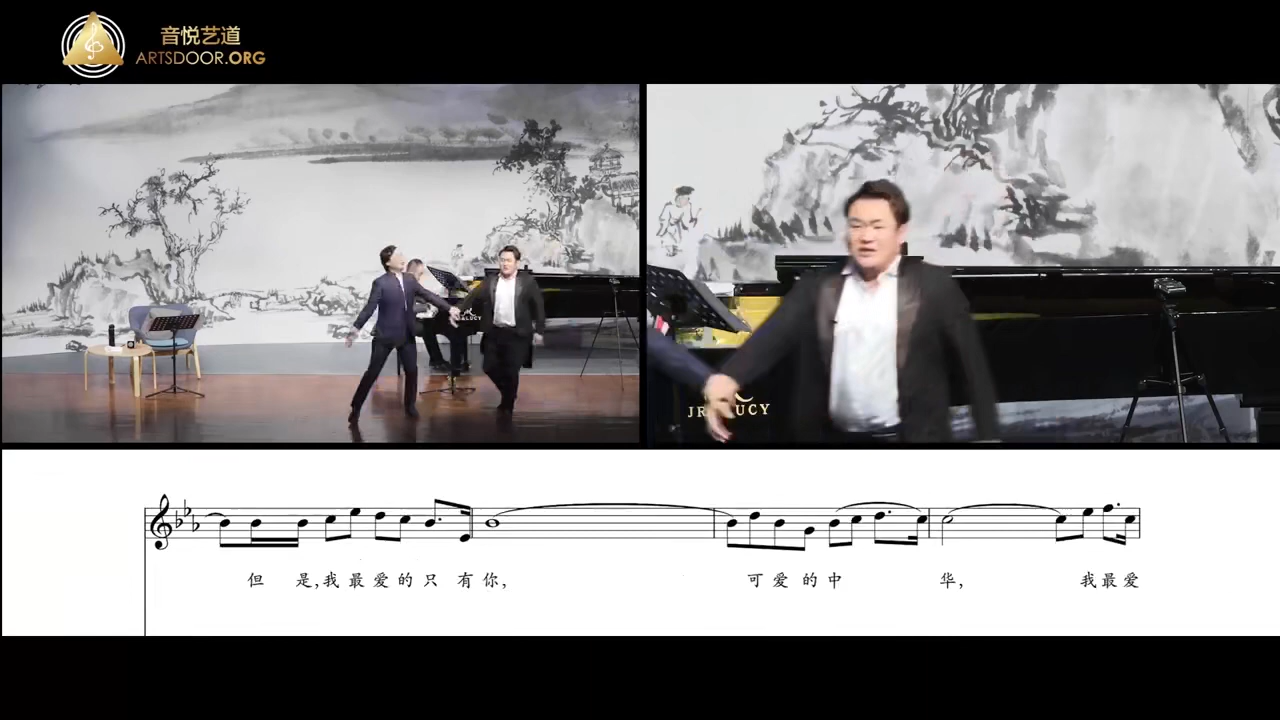 音悦艺道
ARTSDOOR.ORG
但 是,我 最 爱 的 只 有 你, 可 爱 的 中 华, 我 最 爱